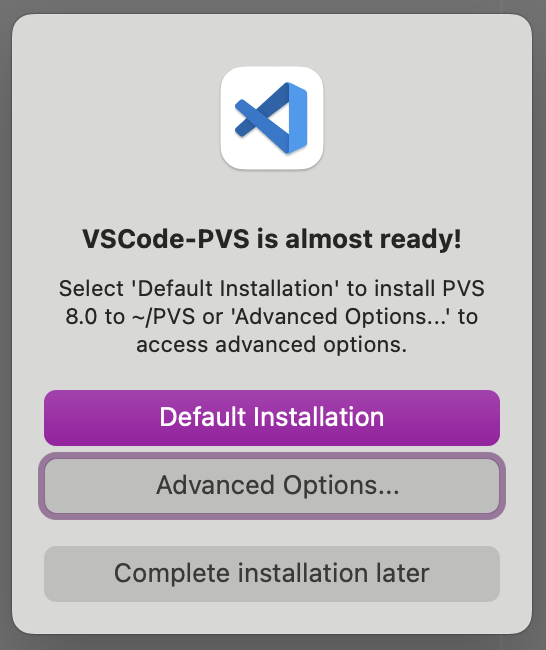 VSCode-PVS is almost ready!
Select 'Default Installation' to install PVS
8.0 to ~/PVS or 'Advanced Options...' to
access advanced options.
Default Installation
Advanced Options...
Complete installation later